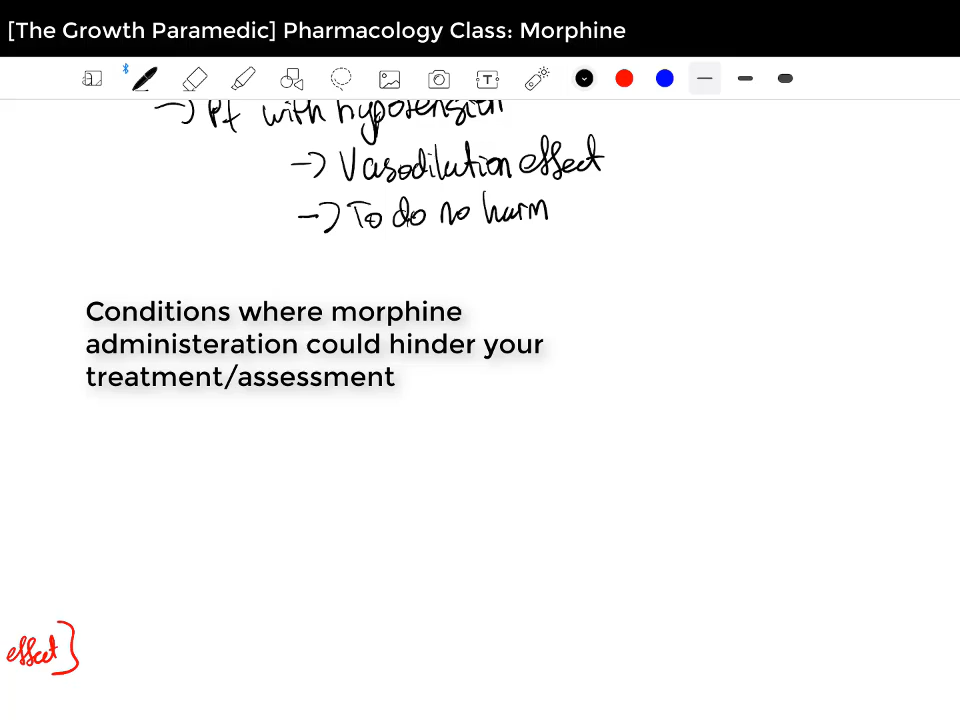 [The Growth Paramedic] Pharmacology Class: Morphine
→ Pt with hypotension
→ Vasodilution effect
→ To do no harm
Conditions where morphine
administeration could hinder your
treatment/assessment
effect]